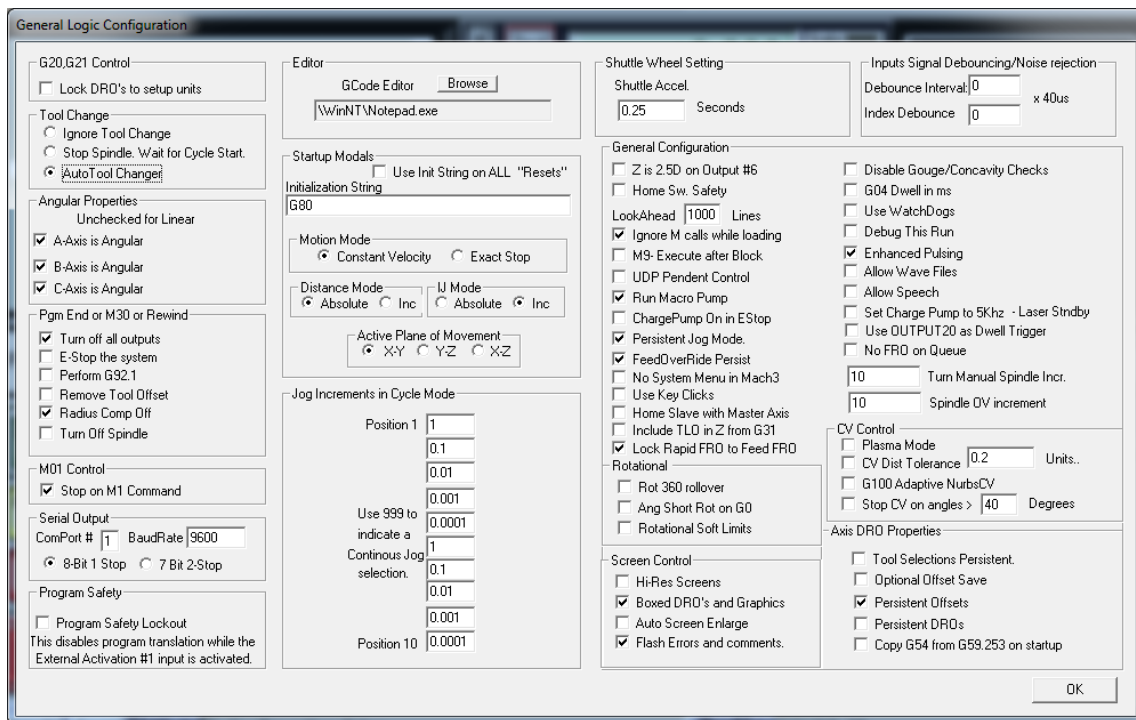 General Logic Configuration
G20,G21 Control
Lock DRO's to setup units
Tool Change
Ignore Tool Change
Stop Spindle. Wait for Cycle Start.
AutoTool Changer
Angular Properties
Unchecked for Linear
A-Axis is Angular
B-Axis is Angular
C-Axis is Angular
Pgm End or M30 or Rewind
Turn off all outputs
E-Stop the system
Perform G92.1
Remove Tool Offset
Radius Comp Off
Turn Off Spindle
M01 Control
Stop on M1 Command
Serial Output
ComPort # 1 BaudRate 9600
8-Bit 1 Stop 7 Bit 2-Stop
Program Safety
Program Safety Lockout
This disables program translation while the
External Activation #1 input is activated.
Editor
GCode Editor Browse
\WinNT\Notepad.exe
Startup Modals
Use Init String on ALL "Resets"
Initialization String
G80
Motion Mode
Constant Velocity Exact Stop
Distance Mode
Absolute Inc
IJ Mode
Absolute Inc
Active Plane of Movement
X-Y Y-Z X-Z
Jog Increments in Cycle Mode
Position 1 1
0.1
0.01
0.001
Use 999 to 0.0001
indicate a
Continous Jog 1
selection. 0.1
0.01
0.001
Position 10 0.0001
Shuttle Wheel Setting
Shuttle Accel.
0.25 Seconds
Inputs Signal Debouncing/Noise rejection
Debounce Interval: 0 x 40us
Index Debounce 0
General Configuration
Z is 2.5D on Output #6
Home Sw. Safety
LookAhead 1000 Lines
Ignore M calls while loading
M9- Execute after Block
UDP Pendent Control
Run Macro Pump
ChargePump On in EStop
Persistent Jog Mode.
FeedOverRide Persist
No System Menu in Mach3
Use Key Clicks
Home Slave with Master Axis
Include TLO in Z from G31
Lock Rapid FRO to Feed FRO
Disable Gouge/Concavity Checks
G04 Dwell in ms
Use WatchDogs
Debug This Run
Enhanced Pulsing
Allow Wave Files
Allow Speech
Set Charge Pump to 5Khz - Laser Stndby
Use OUTPUT20 as Dwell Trigger
No FRO on Queue
10 Turn Manual Spindle Incr.
10 Spindle OV increment
Rotational
Rot 360 rollover
Ang Short Rot on G0
Rotational Soft Limits
CV Control
Plasma Mode
CV Dist Tolerance 0.2 Units..
G100 Adaptive NurbsCV
Stop CV on angles > 40 Degrees
Screen Control
Hi-Res Screens
Boxed DRO's and Graphics
Auto Screen Enlarge
Flash Errors and comments.
Axis DRO Properties
Tool Selections Persistent.
Optional Offset Save
Persistent Offsets
Persistent DROs
Copy G54 from G59.253 on startup
OK